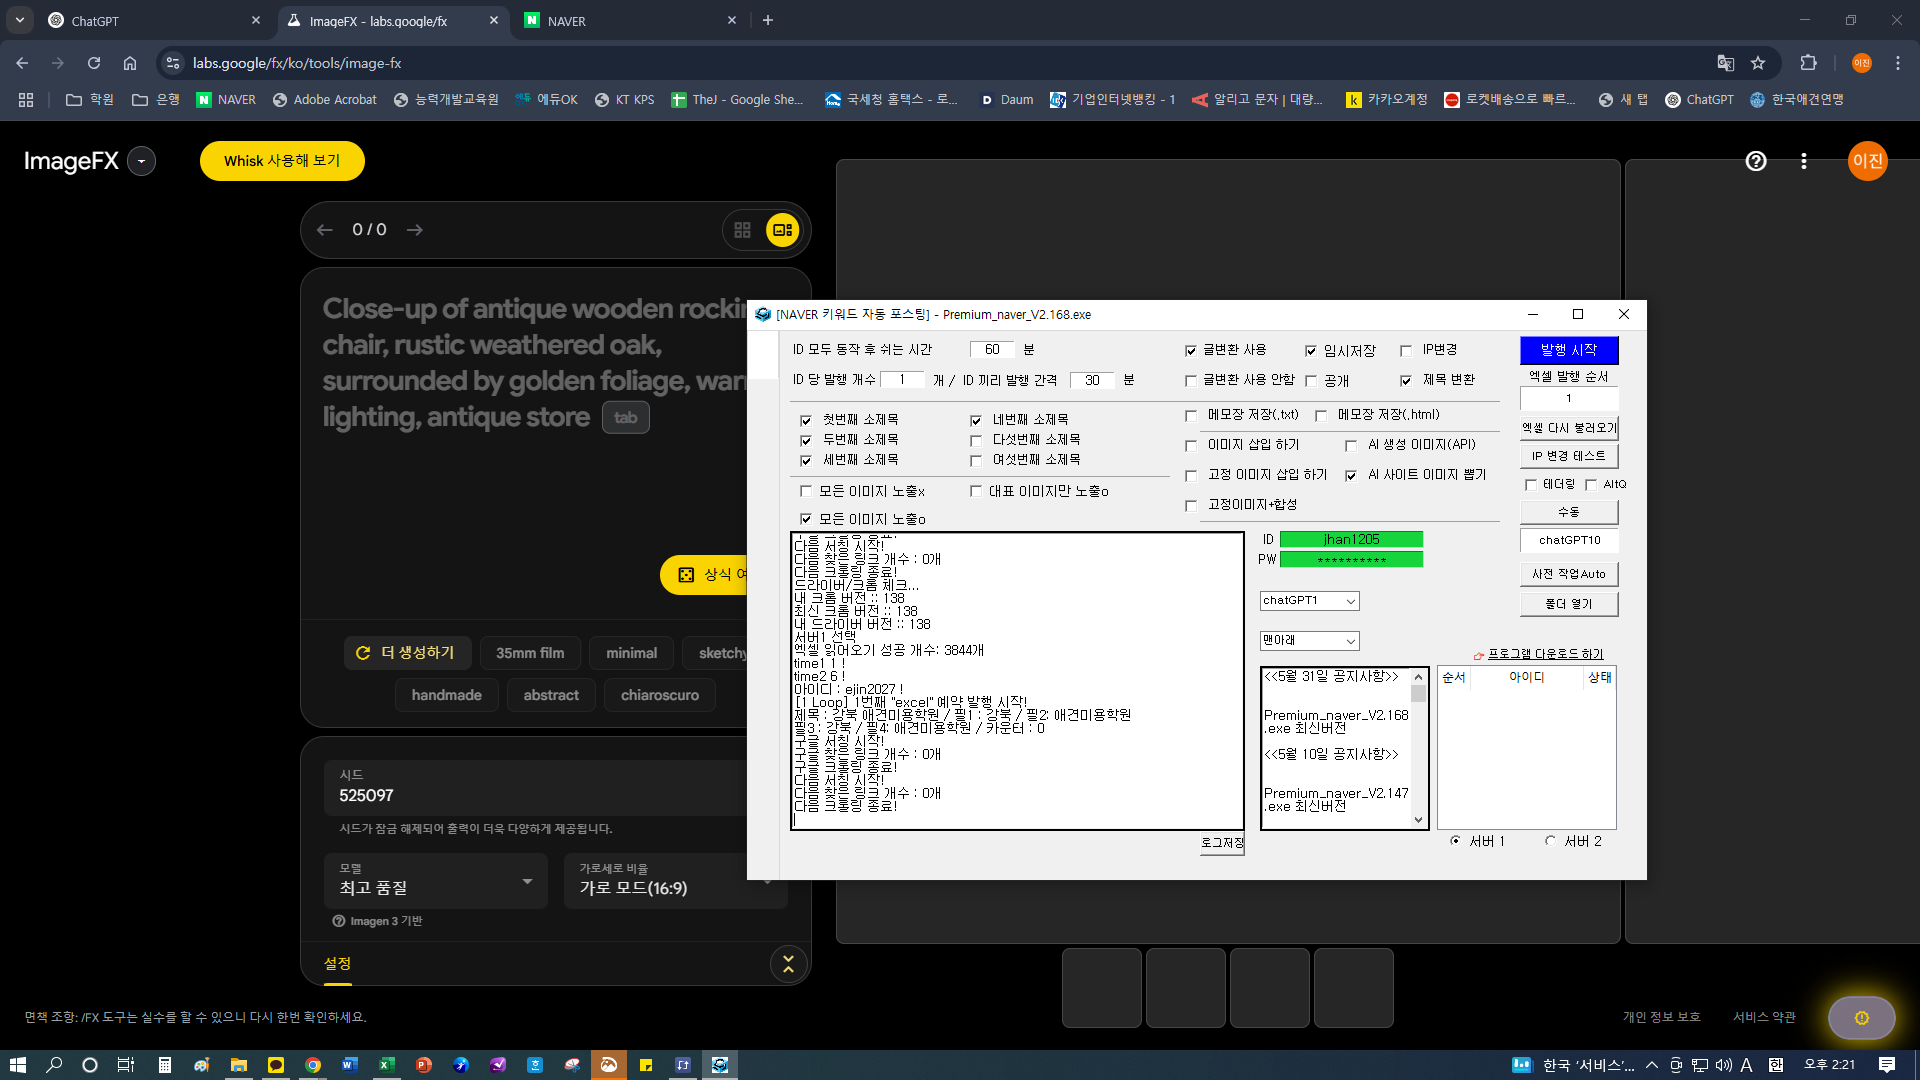 ChatGPT
ImageFX - labs.google/fx
NAVER
labs.google/fx/ko/tools/image-fx
이진
학원
은행
NAVER
Adobe Acrobat
능력개발교육원
에듀OK
KT KPS
TheJ - Google She...
국세청 홈택스 - 로...
Daum
기업인터넷뱅킹 - 1
알리고 문자 | 대량...
카카오계정
로켓배송으로 빠르...
새 탭
ChatGPT
한국애견연맹
ImageFX
Whisk 사용해 보기
이진
0 / 0
Close-up of antique wooden rockin
chair, rustic weathered oak,
surrounded by golden foliage, warm
lighting, antique store tab
상식 여
더 생성하기
35mm film
minimal
sketchy
handmade
abstract
chiaroscuro
시드
525097
시드가 잠금 해제되어 출력이 더욱 다양하게 제공됩니다.
모델
최고 품질
가로세로 비율
가로 모드(16:9)
Imagen 3 기반
설정
면책 조항: /FX 도구는 실수를 할 수 있으니 다시 한번 확인하세요.
개인 정보 보호
서비스 약관
[NAVER 키워드 자동 포스팅] - Premium_naver_V2.168.exe
ID 모두 동작 후 쉬는 시간 60 분
ID 당 발행 개수 1 개 / ID 끼리 발행 간격 30 분
글변환 사용
임시저장
IP변경
글변환 사용 안함
공개
제목 변환
첫번째 소제목
네번째 소제목
두번째 소제목
다섯번째 소제목
세번째 소제목
여섯번째 소제목
모든 이미지 노출x
대표 이미지만 노출o
모든 이미지 노출o
메모장 저장(.txt)
메모장 저장(.html)
이미지 삽입 하기
AI 생성 이미지(API)
고정 이미지 삽입 하기
AI 사이트 이미지 뽑기
고정이미지+합성
발행 시작
엑셀 발행 순서
1
엑셀 다시 불러오기
IP 변경 테스트
테더링
AltQ
수동
chatGPT10
사전 작업Auto
폴더 열기
다음 서칭 시작!
다음 찾은 링크 개수 : 0개
다음 크롤링 종료!
드라이버/크롬 체크...
내 크롬 버전 :: 138
최신 크롬 버전 :: 138
내 드라이버 버전 :: 138
서버1 선택
엑셀 읽어오기 성공 개수: 3844개
time1 1 !
time2 6 !
아이디 : ejin2027 !
[1 Loop] 1번째 "excel" 예약 발행 시작!
제목 : 강북 애견미용학원 / 필1 : 강북 / 필2: 애견미용학원
필3 : 강북 / 필4: 애견미용학원 / 카운터 : 0
구글 서칭 시작!
구글 찾은 링크 개수 : 0개
구글 크롤링 종료!
다음 서칭 시작!
다음 찾은 링크 개수 : 0개
다음 크롤링 종료!
로그저장
ID jhan1205
PW **********
chatGPT1
맨아래
프로그램 다운로드 하기
<<5월 31일 공지사항>>
Premium_naver_V2.168
.exe 최신버전
<<5월 10일 공지사항>>
Premium_naver_V2.147
.exe 최신버전
순서
아이디
상태
서버 1
서버 2
한국 ‘서비스’...
A
한
오후 2:21